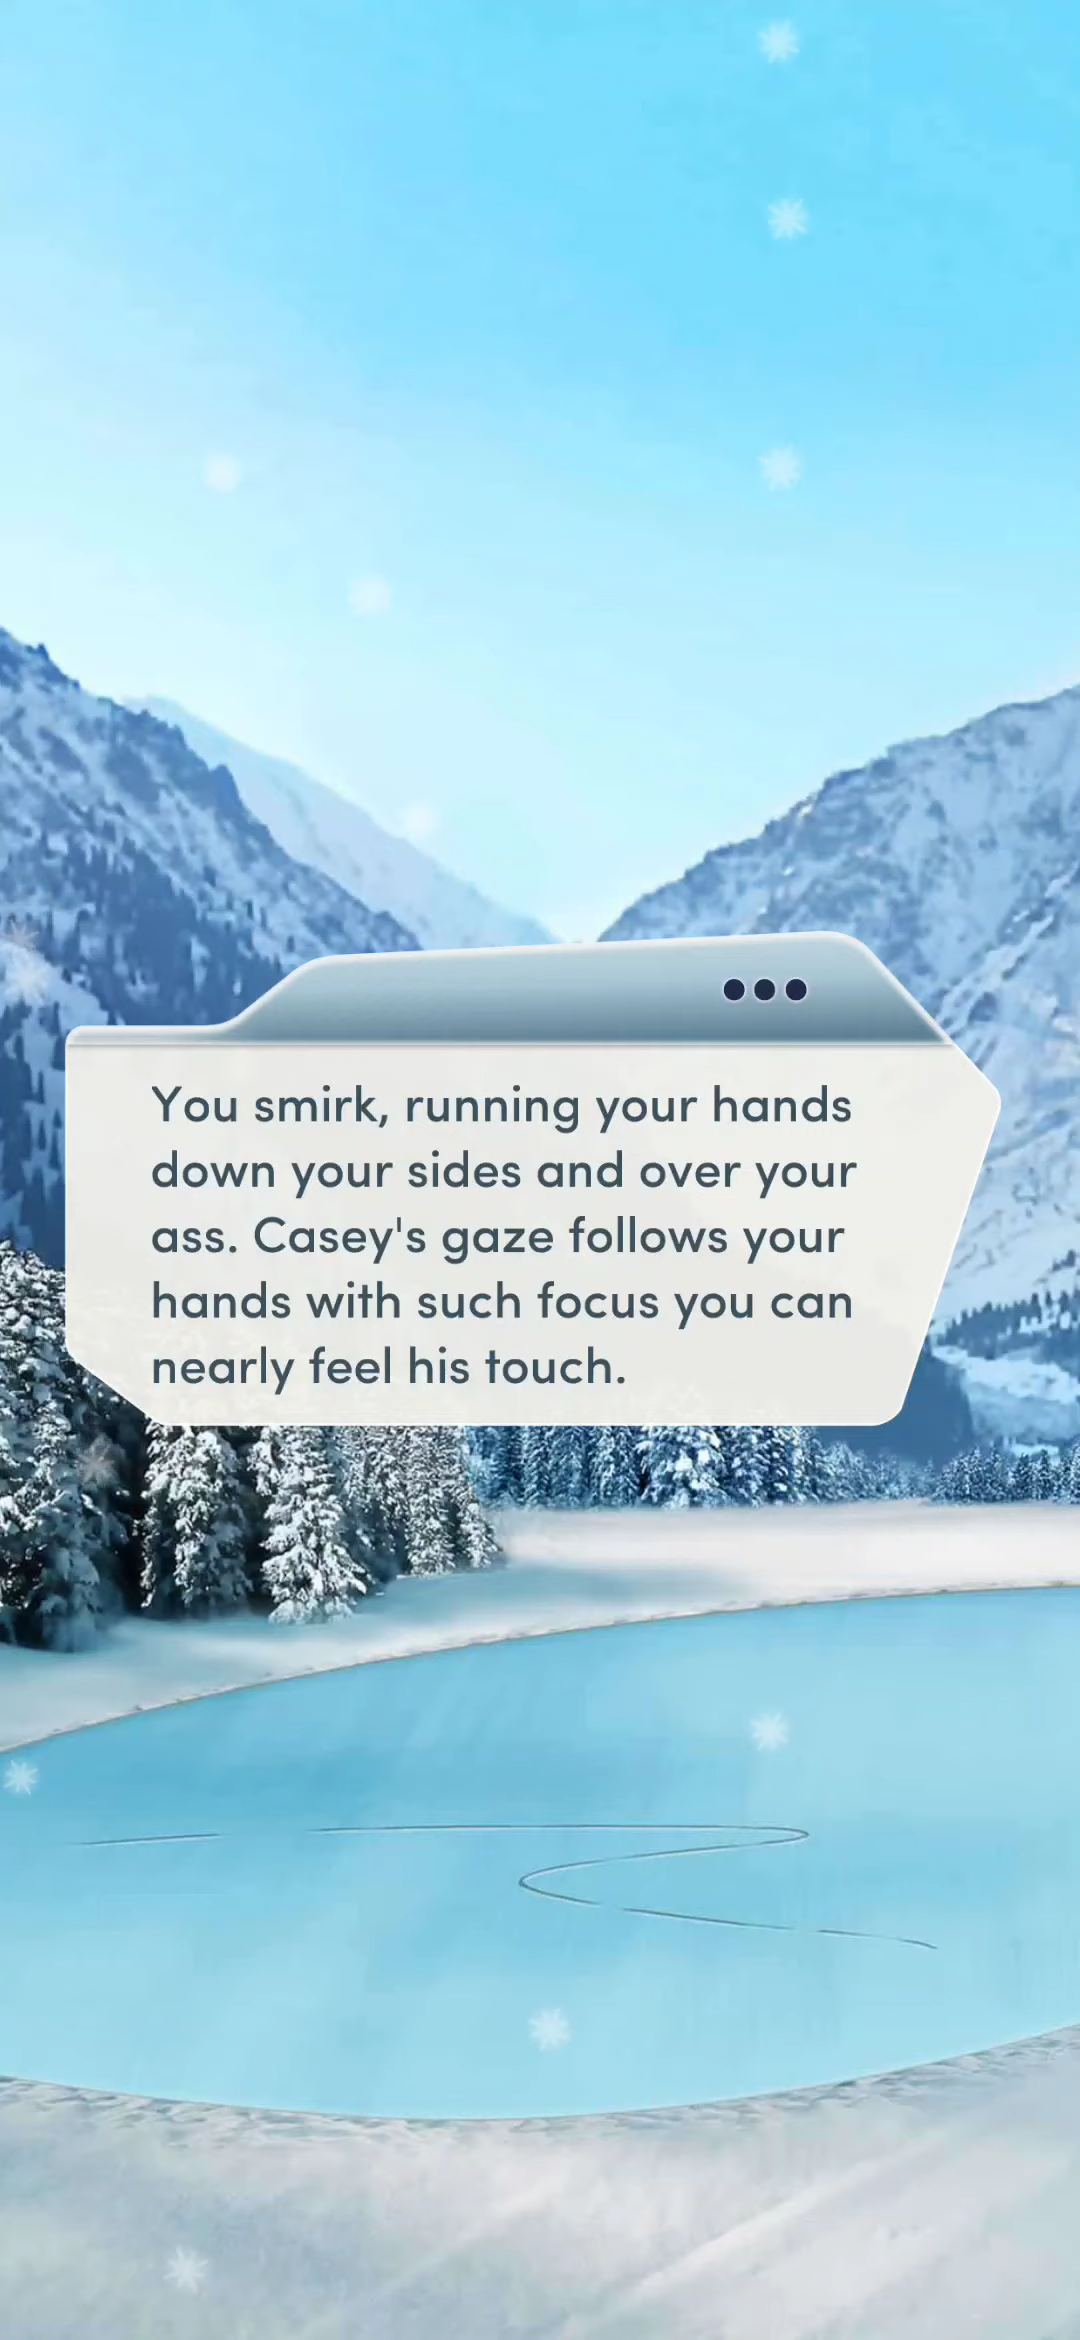 You smirk, running your hands
down your sides and over your
ass. Casey's gaze follows your
hands with such focus you can
nearly feel his touch.